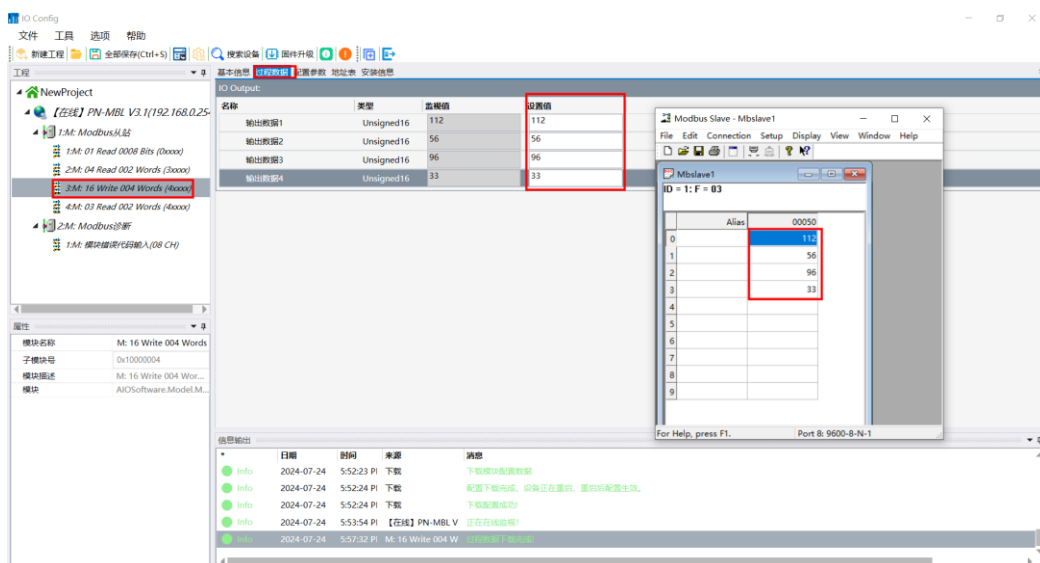 IO Config
文件 工具 选项 帮助
新建工程 全部保存(Ctrl+S) 搜索设备 固件升级
工程
NewProject
【在线】PN-MBL V3.1(192.168.0.25
1:M: Modbus从站
1:M: 01 Read 0008 Bits (0xxxx)
2:M: 04 Read 002 Words (3xxxx)
3:M: 16 Write 004 Words (4xxxx)
4:M: 03 Read 002 Words (4xxxx)
2:M: Modbus诊断
1:M: 模块错误代码输入(08 CH)
属性
模块名称 M: 16 Write 004 Words
子模块号 0x10000004
模块描述 M: 16 Write 004 Wor...
模块 AIOSoftware.Model.M...
基本信息 过程数据 配置参数 地址表 安装信息
IO Output:
名称 类型 监视值 设置值
输出数据1 Unsigned16 112 112
输出数据2 Unsigned16 56 56
输出数据3 Unsigned16 96 96
输出数据4 Unsigned16 33 33
Modbus Slave - Mbslave1
File Edit Connection Setup Display View Window Help
Mbslave1
ID = 1: F = 03
Alias 00050
0 112
1 56
2 96
3 33
4
5
6
7
8
9
For Help, press F1. Port 8: 9600-8-N-1
信息输出
* 日期 时间 来源 消息
Info 2024-07-24 5:52:23 PI 下载 下载模块配置数据
Info 2024-07-24 5:52:24 PI 下载 配置下载完成，设备正在重启，重启后配置生效。
Info 2024-07-24 5:52:24 PI 下载 下载配置成功!
Info 2024-07-24 5:53:54 PI 【在线】PN-MBL V 正在在线监视!
Info 2024-07-24 5:57:32 PI M: 16 Write 004 W 过程数据下载完成!